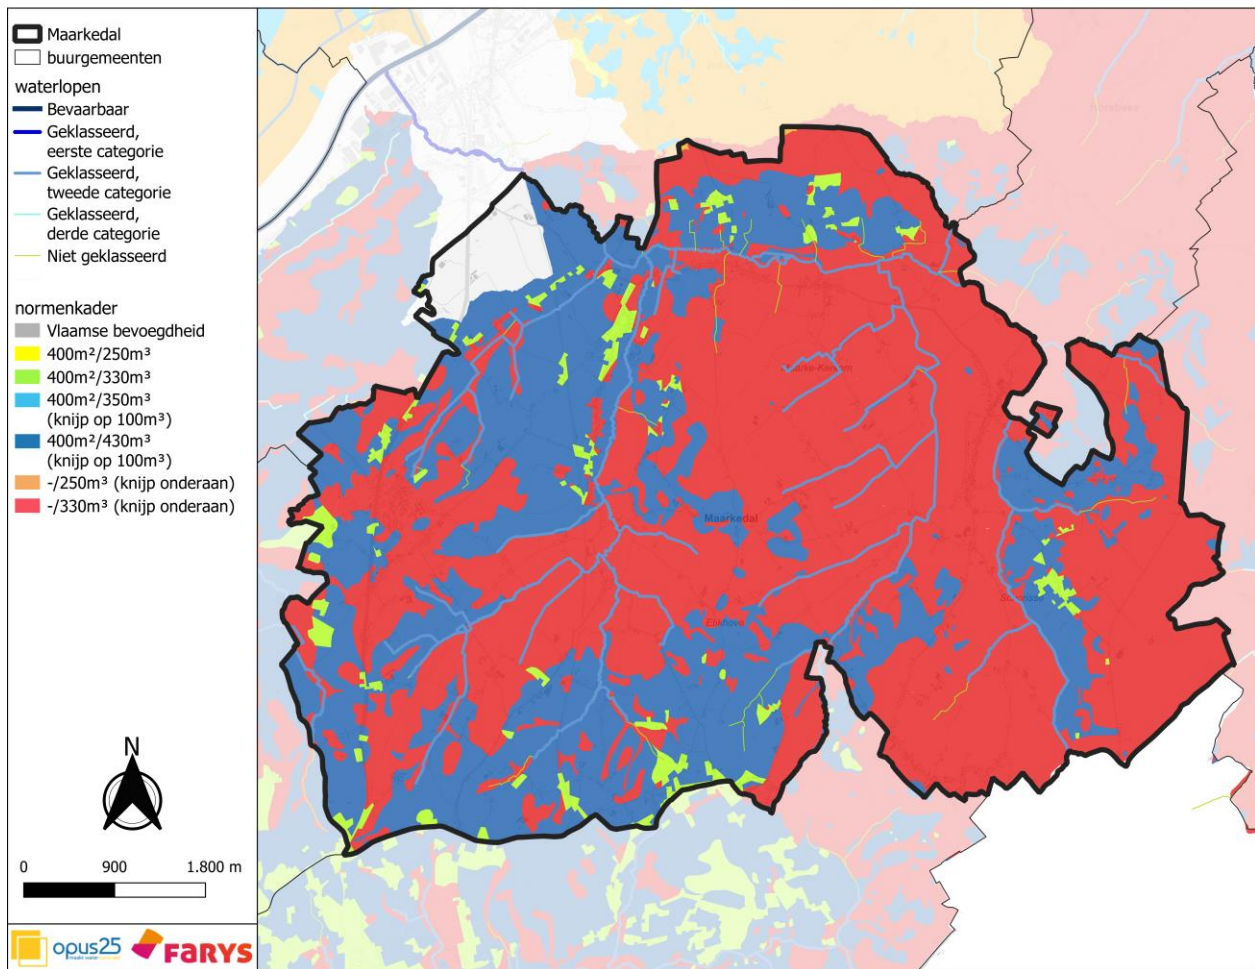 Maarkedal
buurgemeenten
waterlopen
Bevaarbaar
Geklasseerd,
eerste categorie
Geklasseerd,
tweede categorie
Geklasseerd,
derde categorie
Niet geklasseerd
normenkader
Vlaamse bevoegdheid
400m²/250m³
400m²/330m³
400m²/350m³
(knijp op 100m³)
400m²/430m³
(knijp op 100m³)
-/250m³ (knijp onderaan)
-/330m³ (knijp onderaan)
N
0 900 1.800 m
opus25
FARYS
Maarkedal
Etikhove